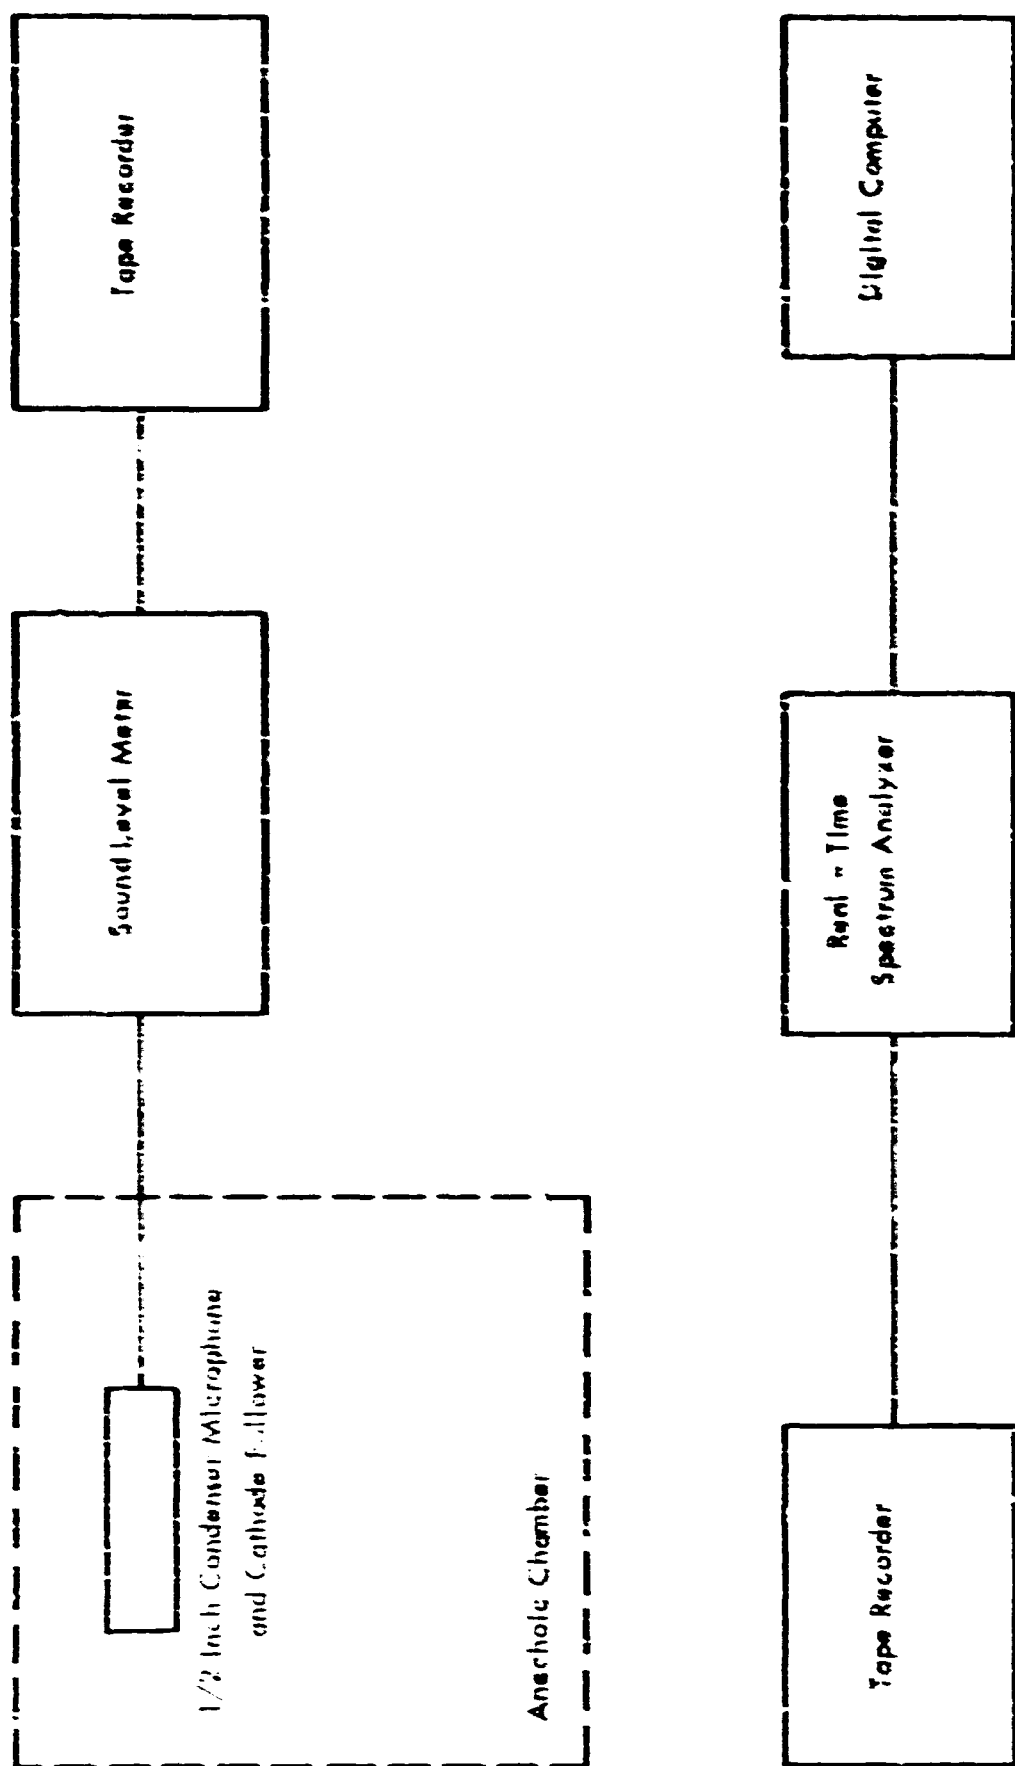 1/2 Inch Condenser Microphone
and Cathode Follower
Anechoic Chamber
Sound Level Meter
Tape Recorder
Tape Recorder
Real - Time
Spectrum Analyzer
Digital Computer